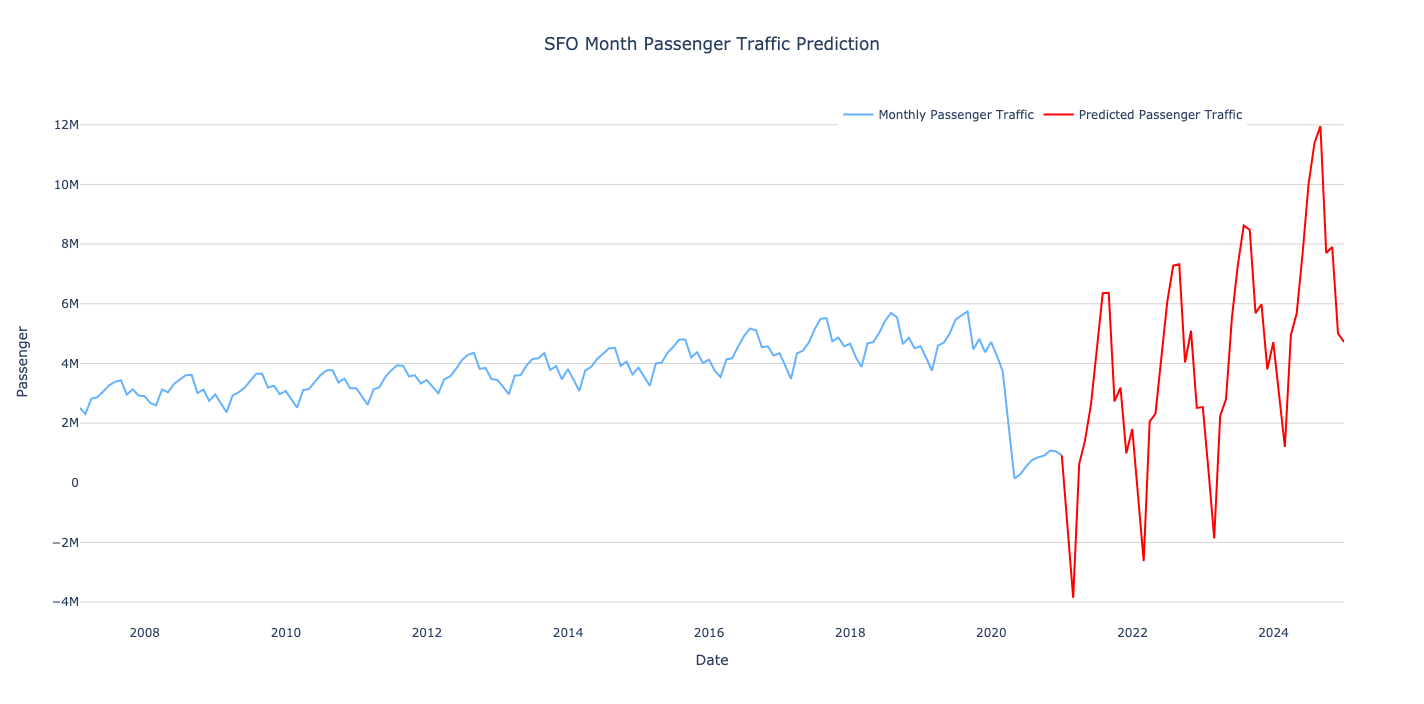 SFO Month Passenger Traffic Prediction
Monthly Passenger Traffic
Predicted Passenger Traffic
12M
10M
8M
6M
4M
2M
0
−2M
−4M
Passenger
2008
2010
2012
2014
2016
2018
2020
2022
2024
Date